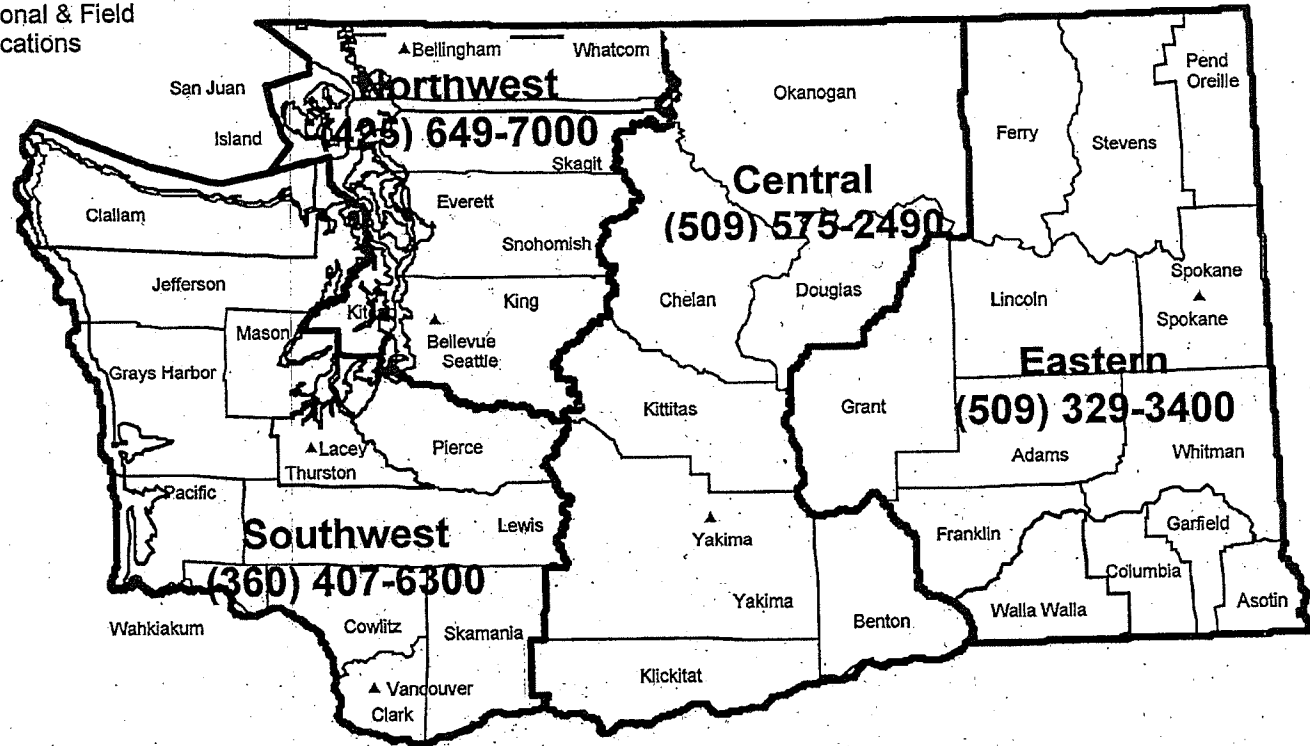 onal & Field
cations
▲Bellingham
Whatcom
San Juan
Northwest
Island
(425) 649-7000
Skagit
Okanogan
Ferry
Stevens
Pend
Oreille
Central
(509) 575-2490
Clallam
Everett
Snohomish
Jefferson
King
Kitsap
Mason
▲
Bellevue
Seattle
Grays Harbor
Chelan
Douglas
Lincoln
Spokane
▲
Spokane
Eastern
(509) 329-3400
Kittitas
Grant
Adams
Whitman
▲Lacey
Thurston
Pierce
Pacific
Southwest
(360) 407-6300
Lewis
▲
Yakima
Yakima
Franklin
Garfield
Columbia
Walla Walla
Asotin
Benton
Wahkiakum
Cowlitz
Skamania
Klickitat
▲ Vancouver
Clark